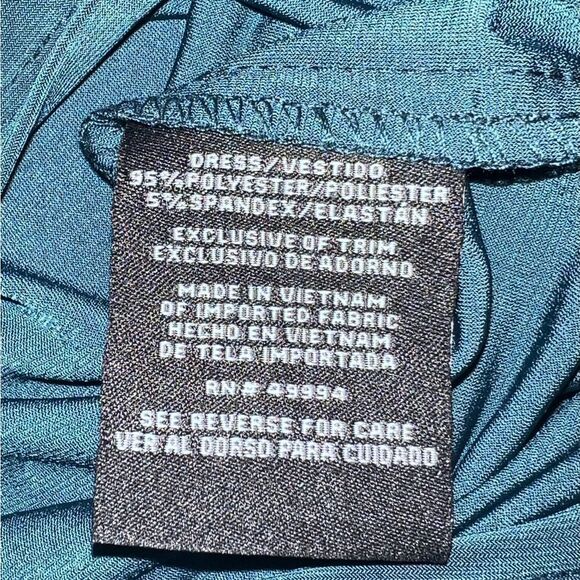 DRESS/VESTIDO
95%POLYESTER/POLIESTER
5%SPANDEX/ELASTAN
EXCLUSIVE OF TRIM
EXCLUSIVO DE ADORNO
MADE IN VIETNAM
OF IMPORTED FABRIC
HECHO EN VIETNAM
DE TELA IMPORTADA
RN# 49994
SEE REVERSE FOR CARE
VER AL DORSO PARA CUIDADO